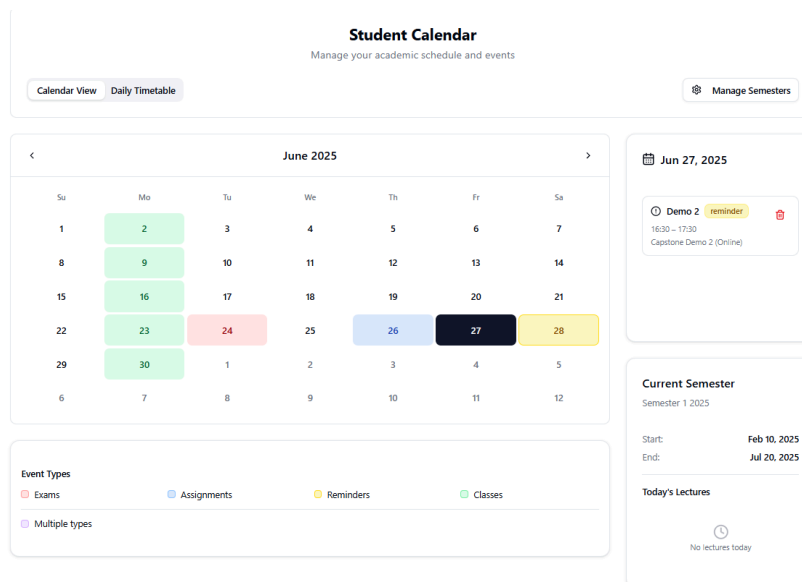 Student Calendar
Manage your academic schedule and events
Calendar View Daily Timetable
Manage Semesters
June 2025
Su Mo Tu We Th Fr Sa
1 2 3 4 5 6 7
8 9 10 11 12 13 14
15 16 17 18 19 20 21
22 23 24 25 26 27 28
29 30 1 2 3 4 5
6 7 8 9 10 11 12
Event Types
Exams Assignments Reminders Classes
Multiple types
Jun 27, 2025
Demo 2 reminder
16:30 – 17:30
Capstone Demo 2 (Online)
Current Semester
Semester 1 2025
Start: Feb 10, 2025
End: Jul 20, 2025
Today's Lectures
No lectures today